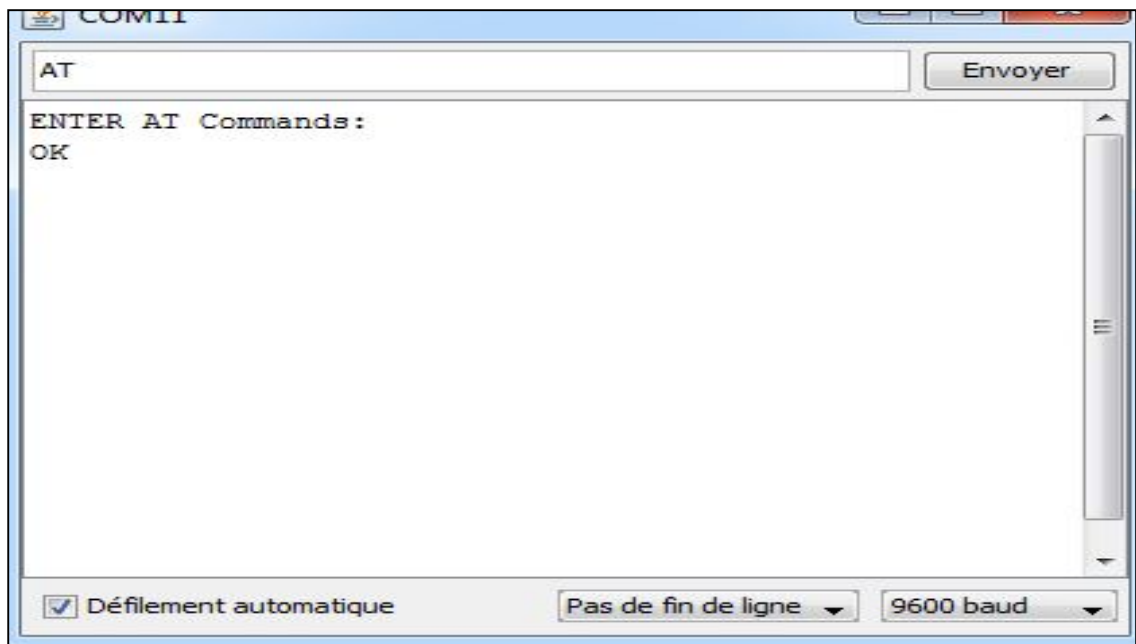 COM11
AT
Envoyer
ENTER AT Commands:
OK
Défilement automatique
Pas de fin de ligne
9600 baud